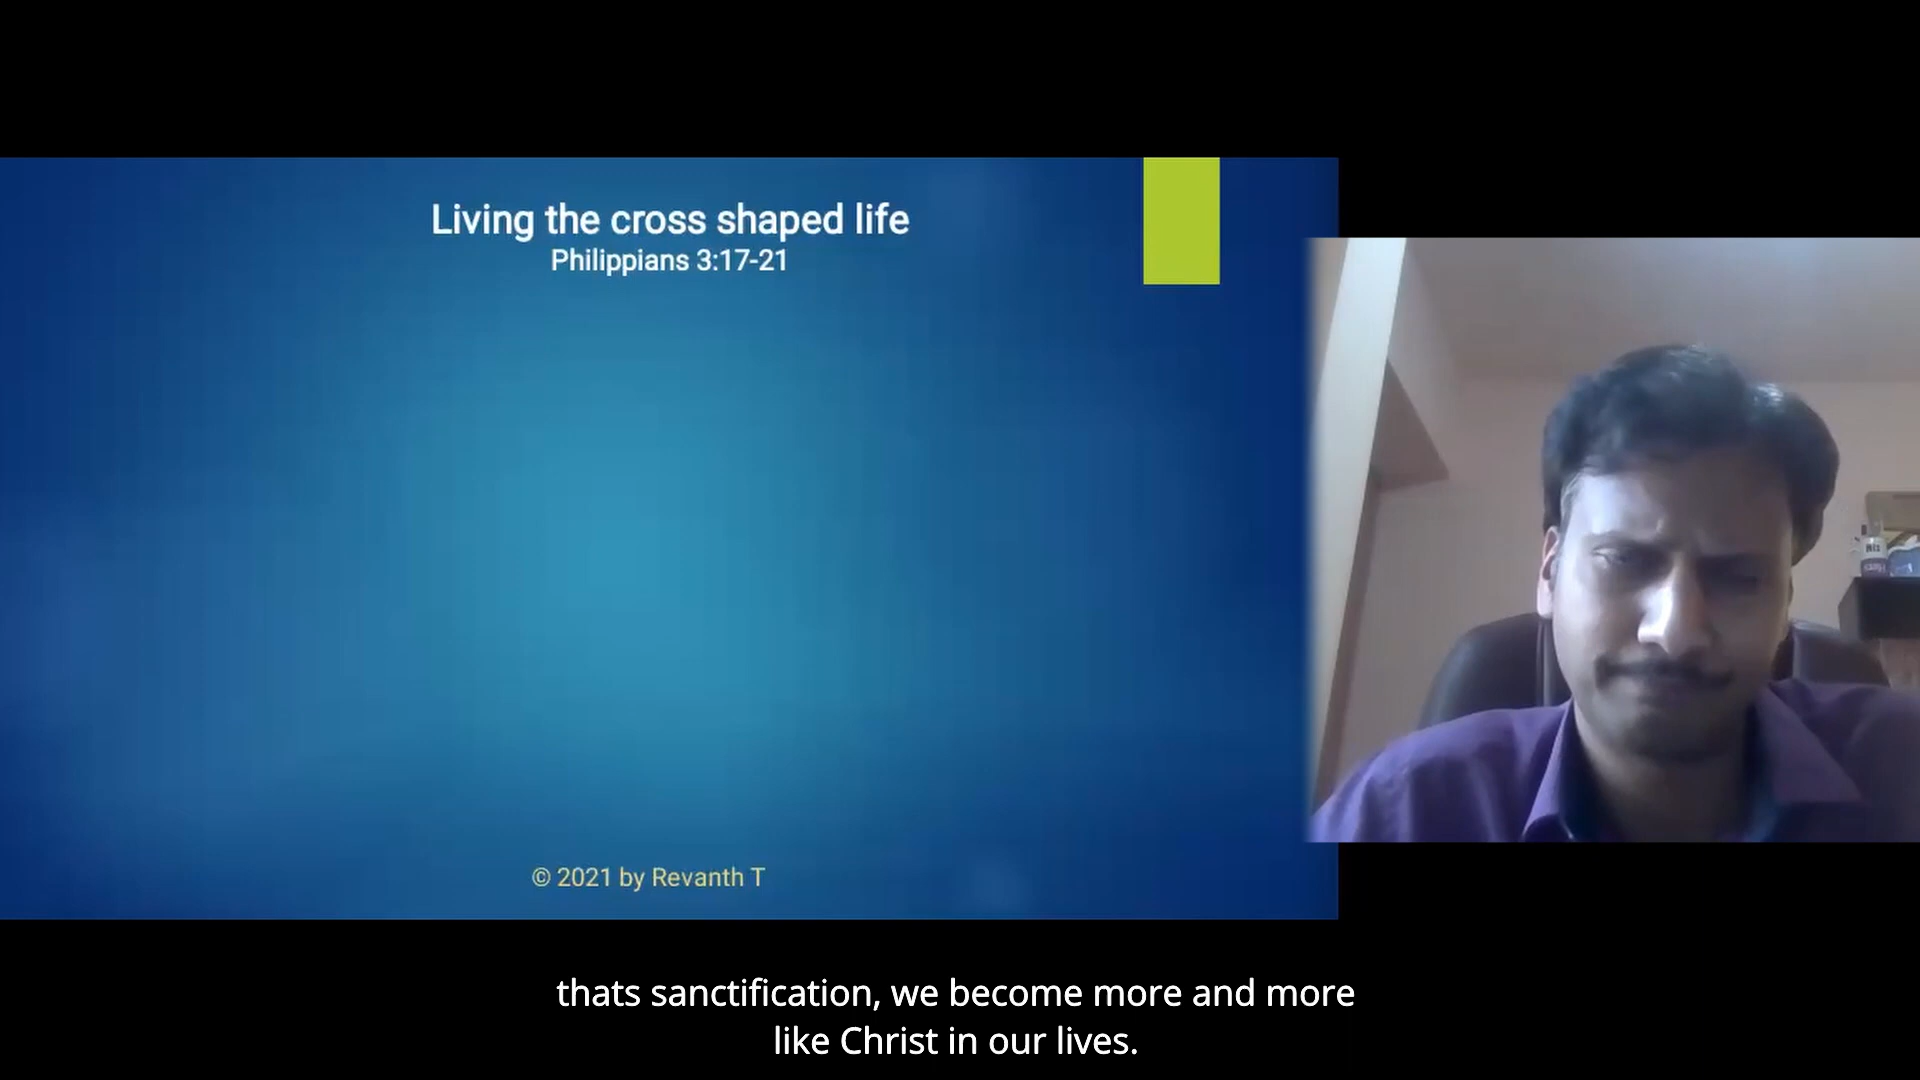 Living the cross shaped life
Philippians 3:17-21
© 2021 by Revanth T
thats sanctification, we become more and more
like Christ in our lives.